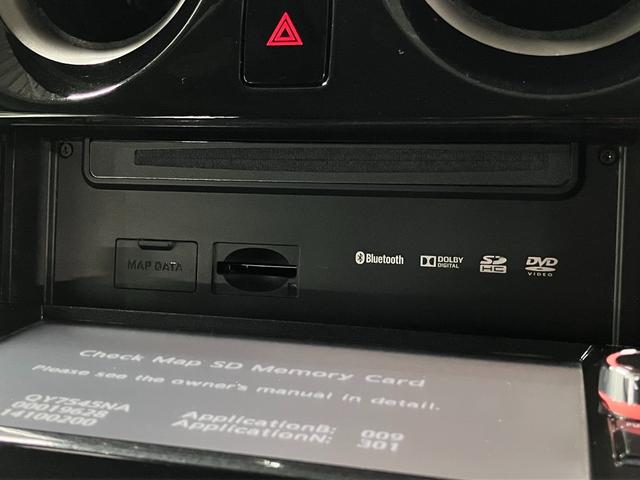 MAP DATA
Bluetooth
DOLBY
DIGITAL
SD
HC
DVD
VIDEO
Check Map SD Memory Card
Please see the owner's manual in detail.
QY7545NA
09019628
14100200
ApplicationB: 009
ApplicationN: 301